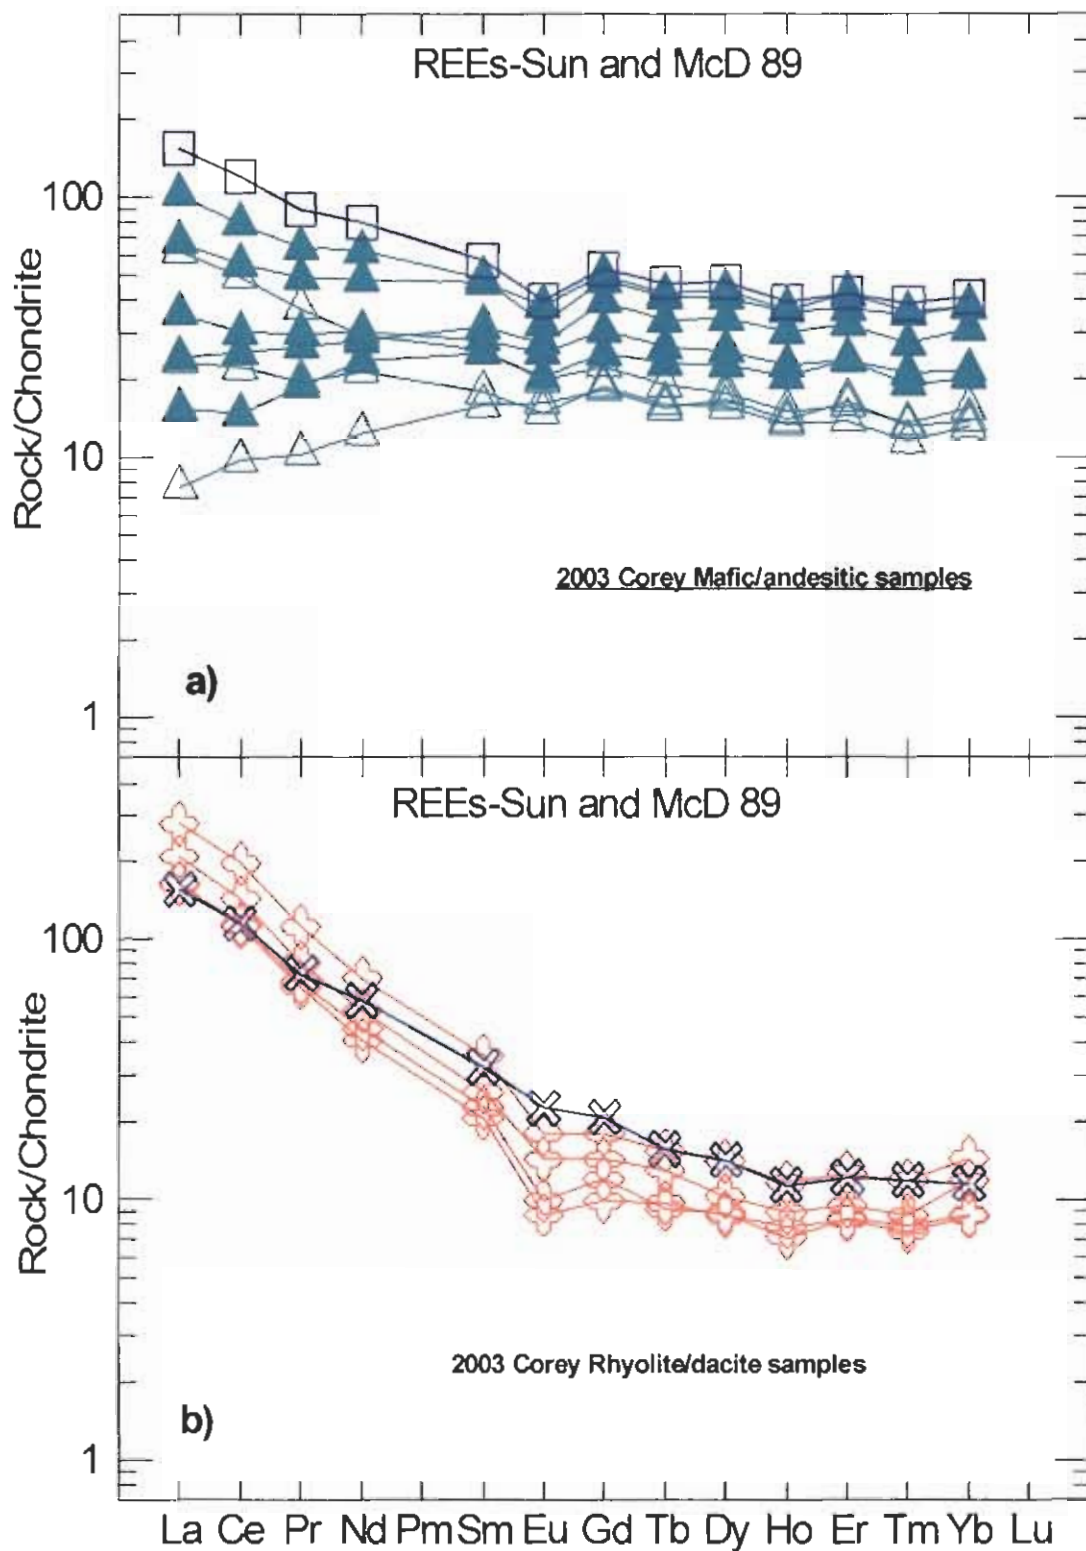 REEs-Sun and McD 89
100
10
1
Rock/Chondrite
2003 Corey Mafic/andesitic samples
a)
REEs-Sun and McD 89
100
10
1
Rock/Chondrite
2003 Corey Rhyolite/dacite samples
b)
La Ce Pr Nd Pm Sm Eu Gd Tb Dy Ho Er Tm Yb Lu